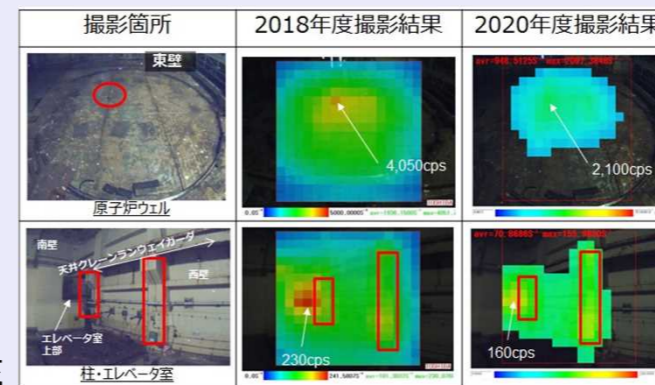 撮影箇所
2018年度撮影結果
2020年度撮影結果
東壁
原子炉ウェル
4,050cps
2,100cps
南壁
天井クレーンランウェイガーダ
西壁
エレベータ室
上部
柱・エレベータ室
230cps
160cps